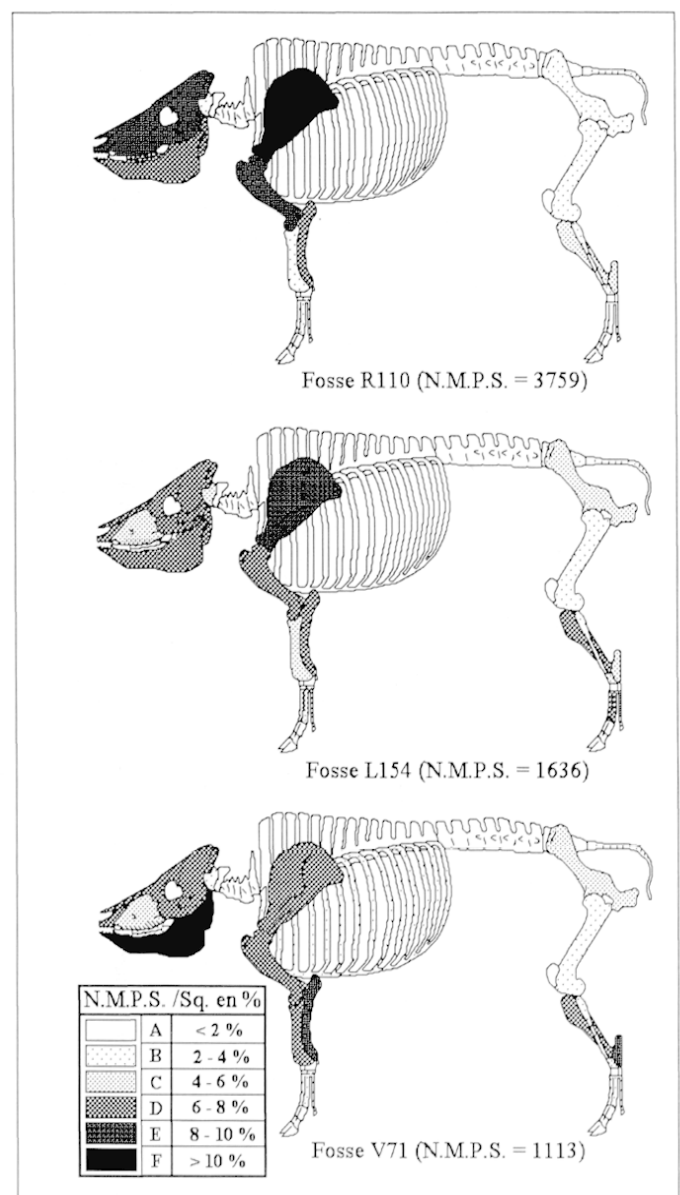 Fosse R110 (N.M.P.S. = 3759)
Fosse L154 (N.M.P.S. = 1636)
N.M.P.S. /Sq. en %
A < 2 %
B 2 - 4 %
C 4 - 6 %
D 6 - 8 %
E 8 - 10 %
F > 10 %
Fosse V71 (N.M.P.S. = 1113)